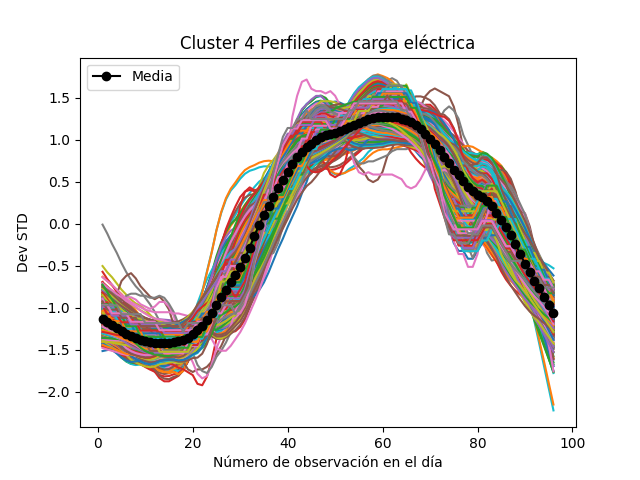 Cluster 4 Perfiles de carga eléctrica
Media
1.5
1.0
0.5
0.0
−0.5
−1.0
−1.5
−2.0
Dev STD
0 20 40 60 80 100
Número de observación en el día